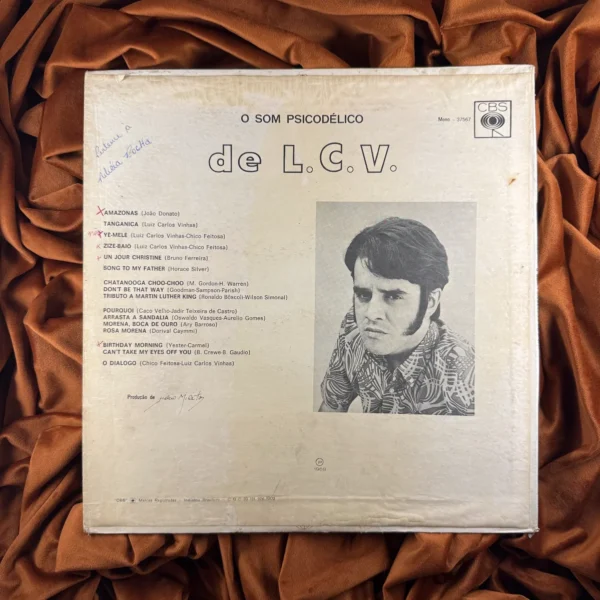 O SOM PSICODÉLICO
Mono - 37567
CBS
de L.C.V.
AMAZONAS (João Donato)
TANGANICA (Luiz Carlos Vinhas)
YÊ-MELÊ (Luiz Carlos Vinhas-Chico Feitosa)
ZIZE-BAIO (Luiz Carlos Vinhas-Chico Feitosa)
UN JOUR CHRISTINE (Bruno Ferreira)
SONG TO MY FATHER (Horace Silver)
CHATANOOGA CHOO-CHOO (M. Gordon-H. Warren)
DON'T BE THAT WAY (Goodman-Sampson-Parish)
TRIBUTO A MARTIN LUTHER KING (Ronaldo Bôscoli-Wilson Simonal)
POURQUOI (Caco Velho-Jadir Teixeira de Castro)
ARRASTA A SANDALIA (Oswaldo Vasques-Aurelio Gomes)
MORENA, BOCA DE OURO (Ary Barroso)
ROSA MORENA (Dorival Caymmi)
BIRTHDAY MORNING (Yaxter-Carmel)
CAN'T TAKE MY EYES OFF YOU (B. Crewe-B. Gaudio)
O DIALOGO (Chico Feitosa-Luiz Carlos Vinhas)
Produção de